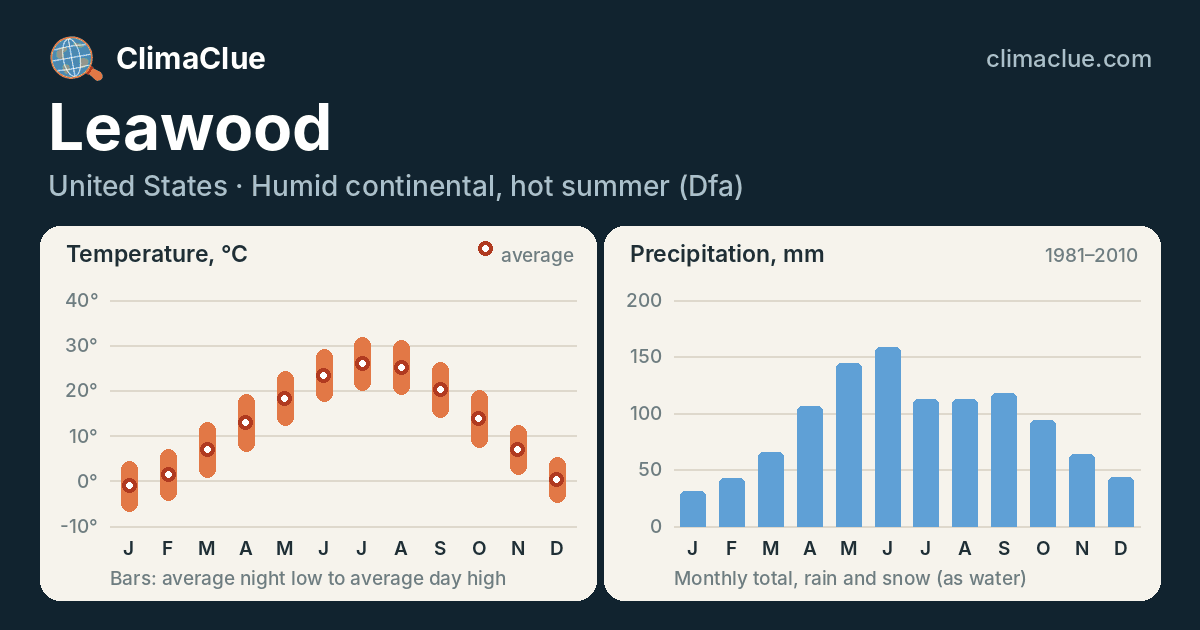 ClimaClue
climaclue.com
Leawood
United States · Humid continental, hot summer (Dfa)
Temperature, °C
average
40°
30°
20°
10°
0°
-10°
J F M A M J J A S O N D
Bars: average night low to average day high
Precipitation, mm
1981–2010
200
150
100
50
0
J F M A M J J A S O N D
Monthly total, rain and snow (as water)